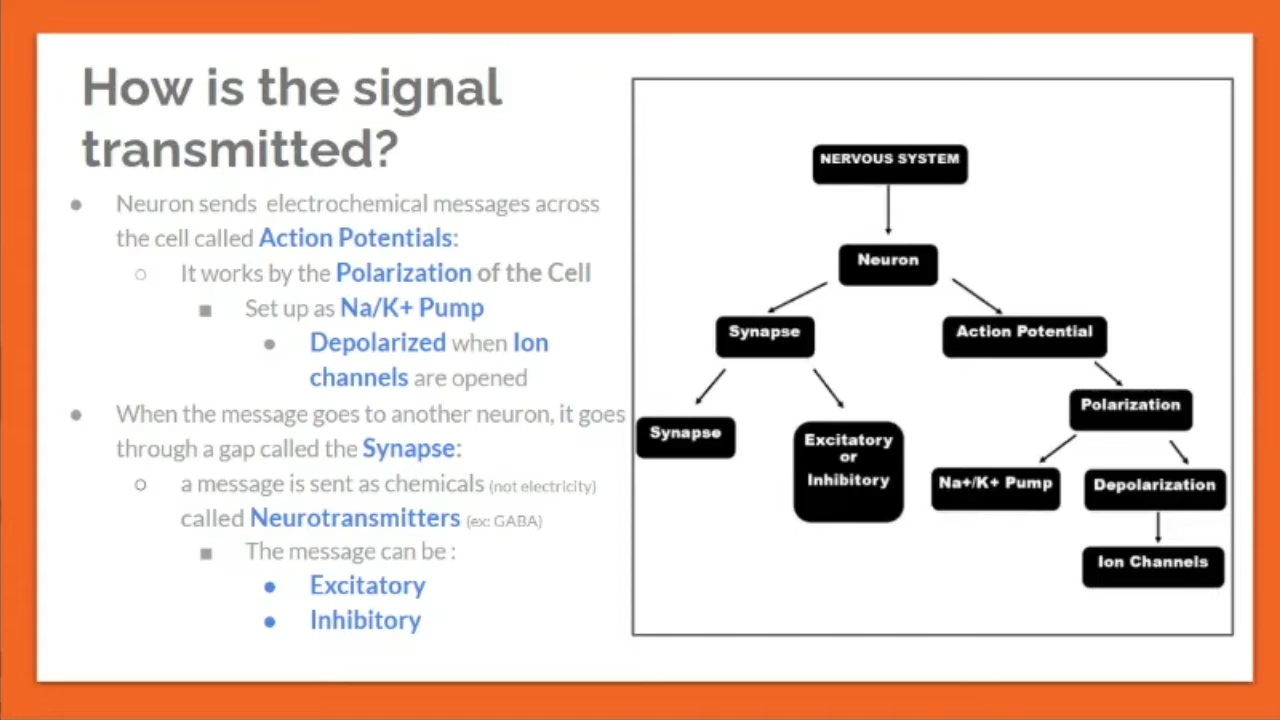 How is the signal
transmitted?
● Neuron sends electrochemical messages across
the cell called Action Potentials:
○ It works by the Polarization of the Cell
■ Set up as Na/K+ Pump
● Depolarized when Ion
channels are opened
● When the message goes to another neuron, it goes
through a gap called the Synapse:
○ a message is sent as chemicals (not electricity)
called Neurotransmitters (ex: GABA)
■ The message can be :
● Excitatory
● Inhibitory
NERVOUS SYSTEM
Neuron
Synapse
Action Potential
Polarization
Synapse
Excitatory
or
Inhibitory
Na+/K+ Pump
Depolarization
Ion Channels